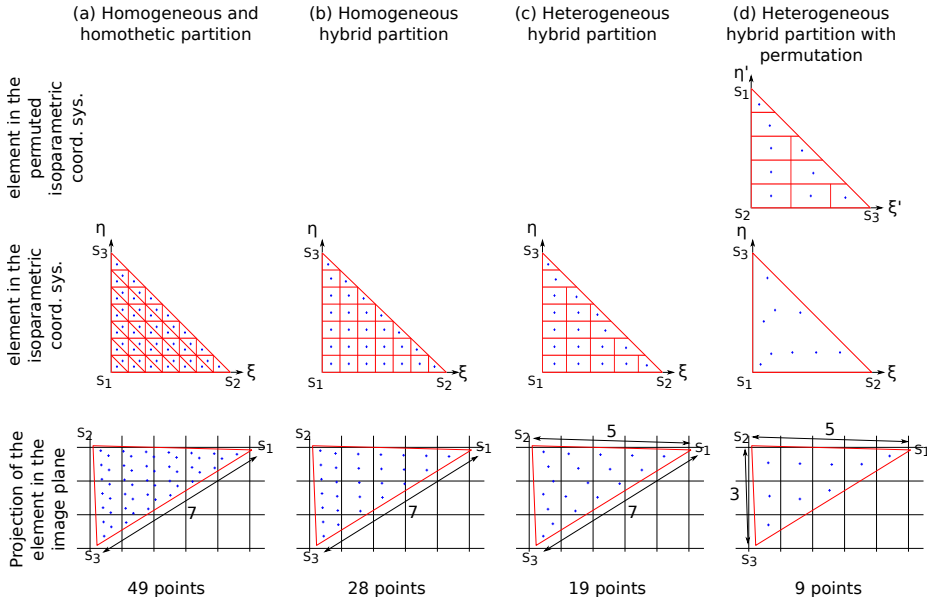 (a) Homogeneous and
homothetic partition
(b) Homogeneous
hybrid partition
(c) Heterogeneous
hybrid partition
(d) Heterogeneous
hybrid partition with
permutation
element in the
permuted
isoparametric
coord. sys.
η'
S1
S2
S3
ξ'
element in the
isoparametric
coord. sys.
η
S3
S1
S2
ξ
η
S3
S1
S2
ξ
η
S3
S1
S2
ξ
η
S3
S1
S2
ξ
Projection of the
element in the
image plane
S2
S1
S3
7
S2
S1
S3
7
S2
S1
S3
5
7
S2
S1
S3
5
3
49 points
28 points
19 points
9 points